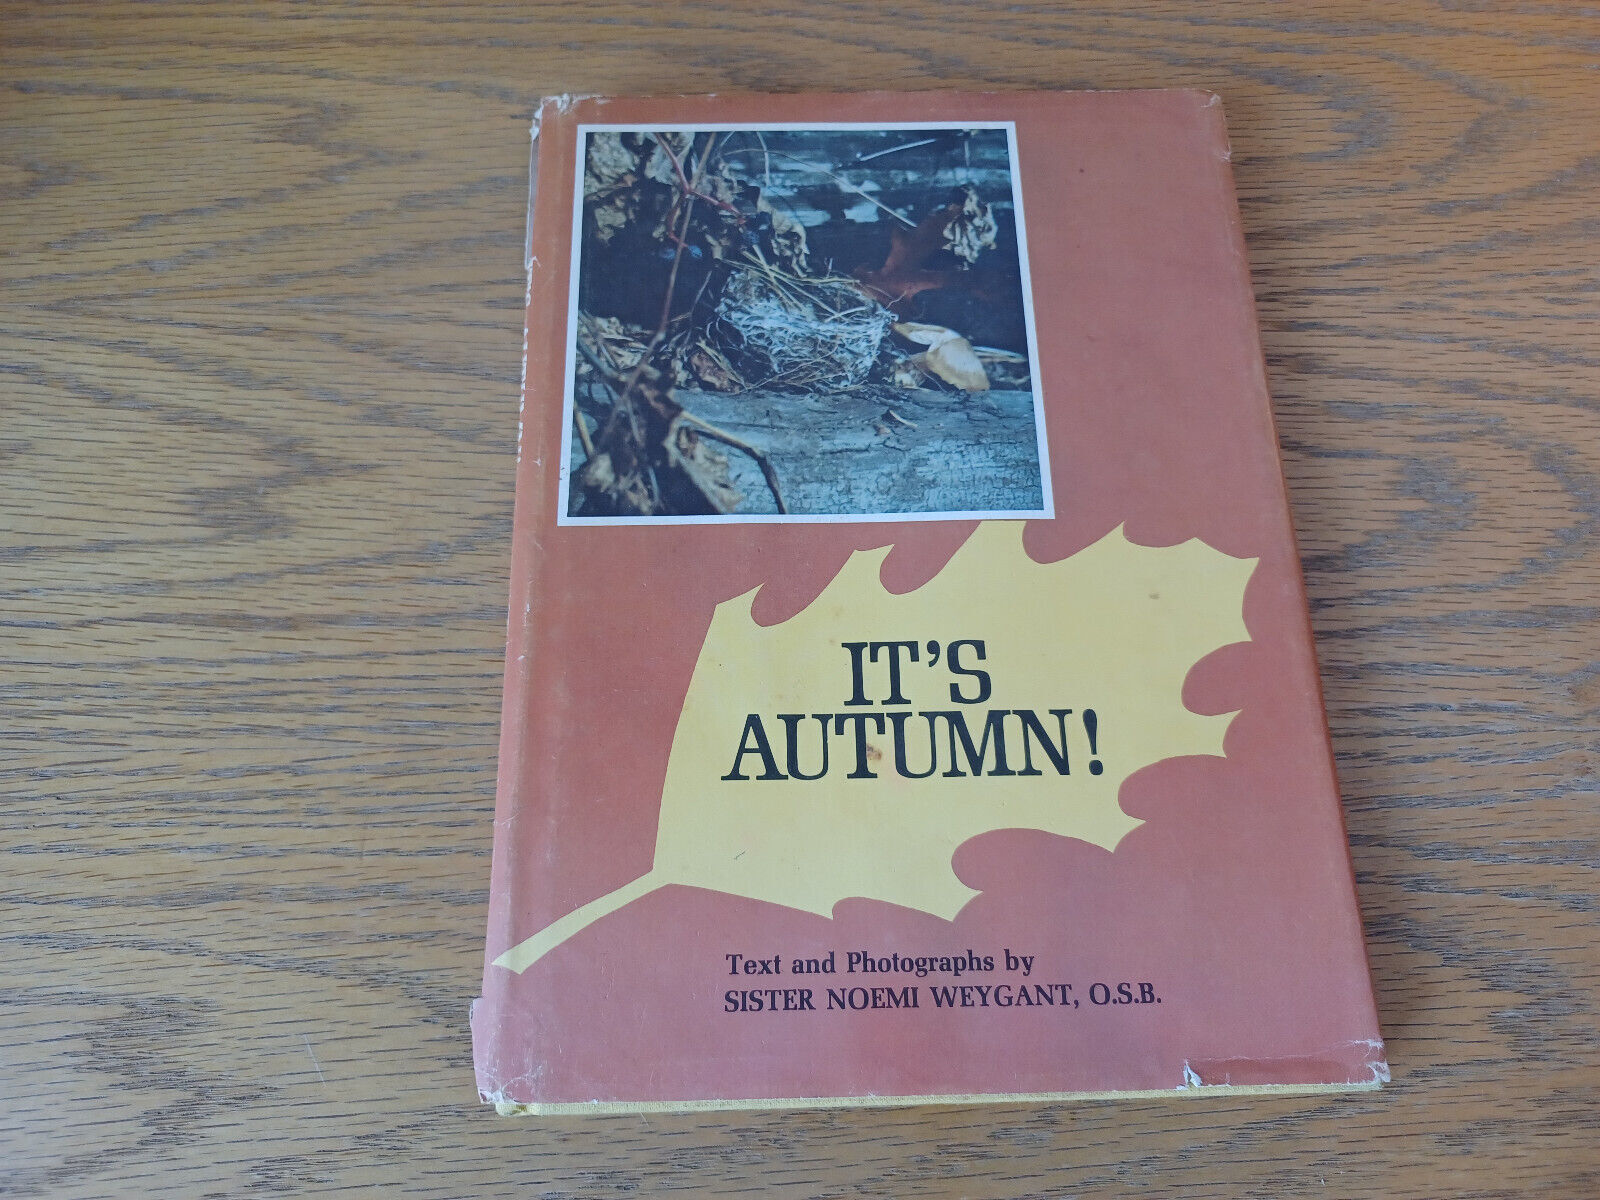 IT'S
AUTUMN!
Text and Photographs by
SISTER NOEMI WEYGANT, O.S.B.